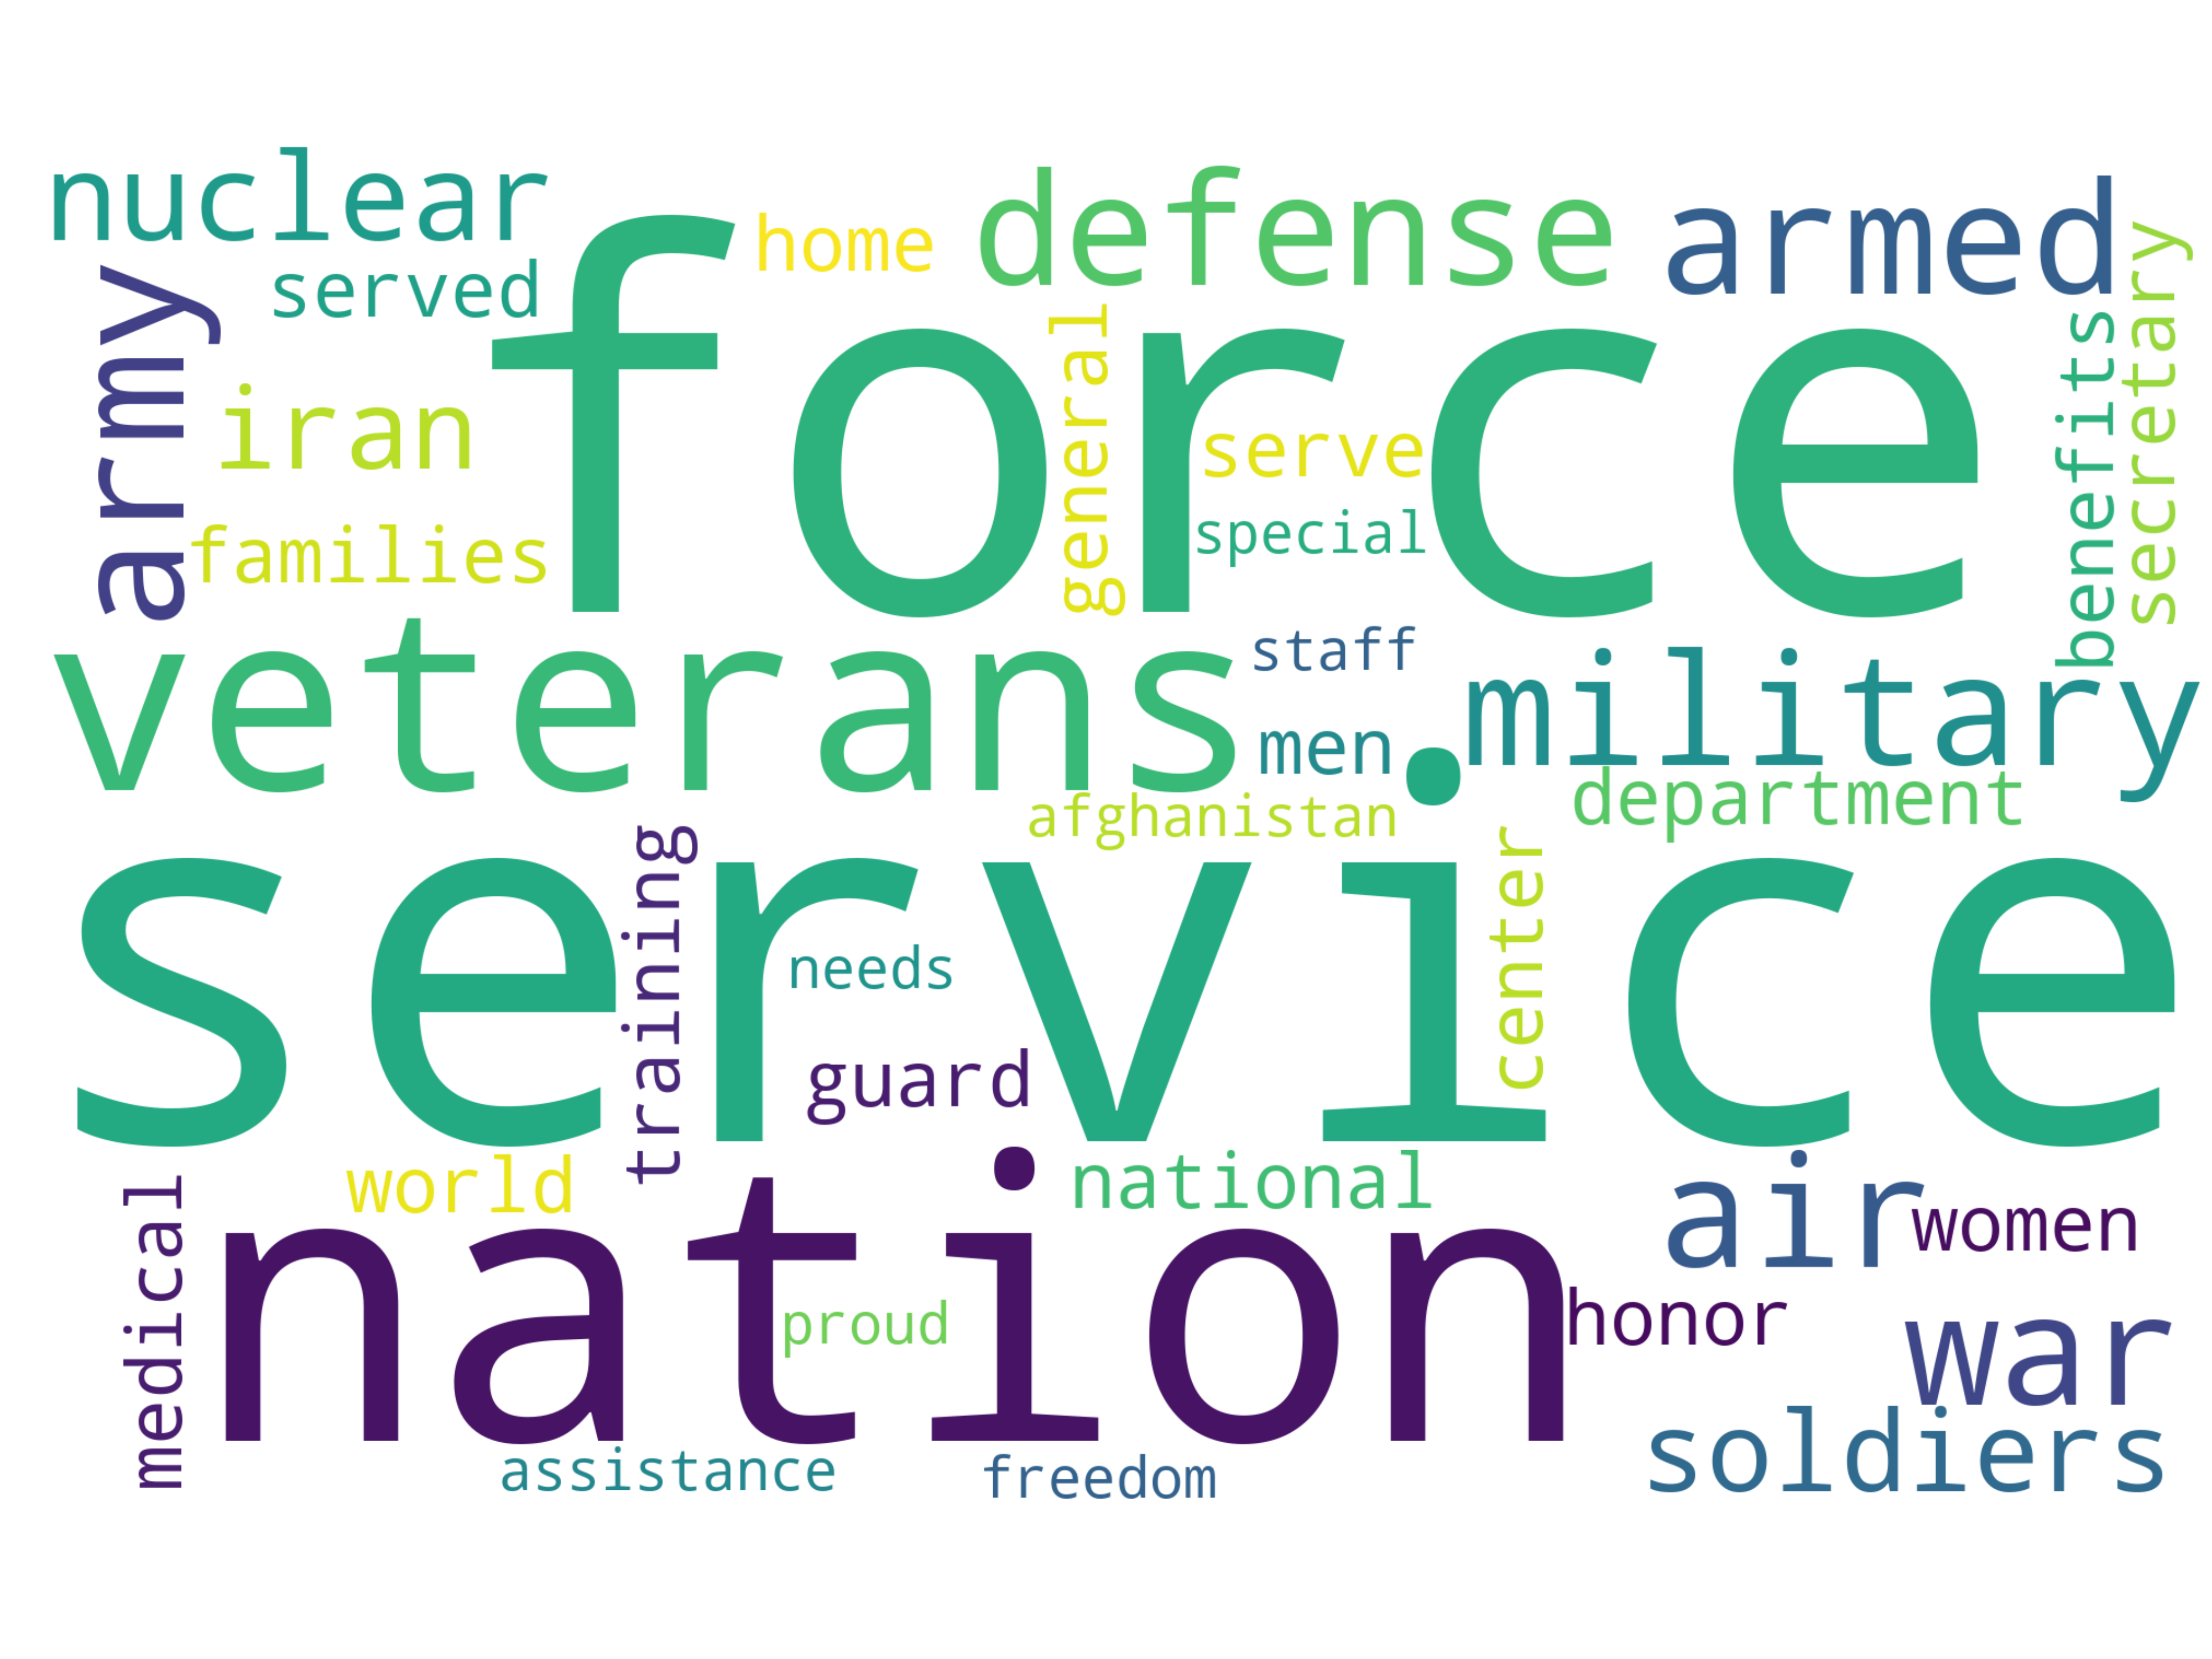 nuclear
home
defense
armed
served
force
secretary
army
iran
general
serve
benefits
families
special
veterans
staff
military
men
department
afghanistan
service
training
center
needs
guard
world
national
air
women
medical
nation
proud
honor
war
soldiers
assistance
freedom